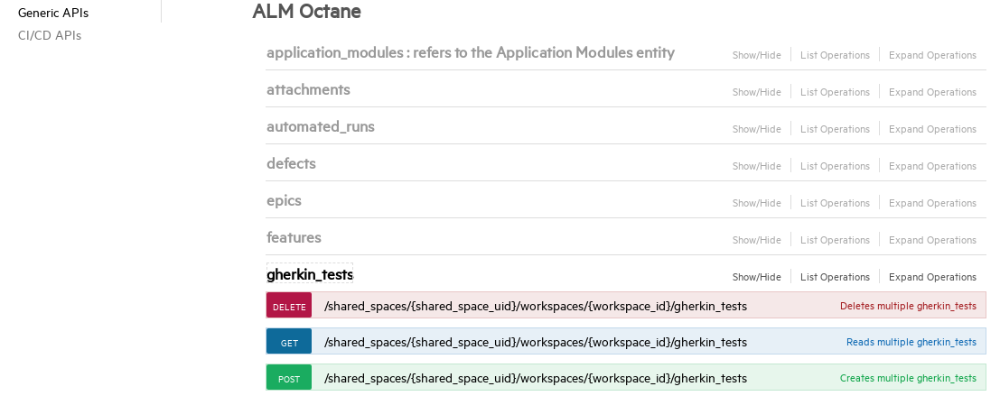 Generic APIs
CI/CD APIs
ALM Octane
application_modules : refers to the Application Modules entity Show/Hide List Operations Expand Operations
attachments Show/Hide List Operations Expand Operations
automated_runs Show/Hide List Operations Expand Operations
defects Show/Hide List Operations Expand Operations
epics Show/Hide List Operations Expand Operations
features Show/Hide List Operations Expand Operations
gherkin_tests Show/Hide List Operations Expand Operations
DELETE /shared_spaces/{shared_space_uid}/workspaces/{workspace_id}/gherkin_tests Deletes multiple gherkin_tests
GET /shared_spaces/{shared_space_uid}/workspaces/{workspace_id}/gherkin_tests Reads multiple gherkin_tests
POST /shared_spaces/{shared_space_uid}/workspaces/{workspace_id}/gherkin_tests Creates multiple gherkin_tests